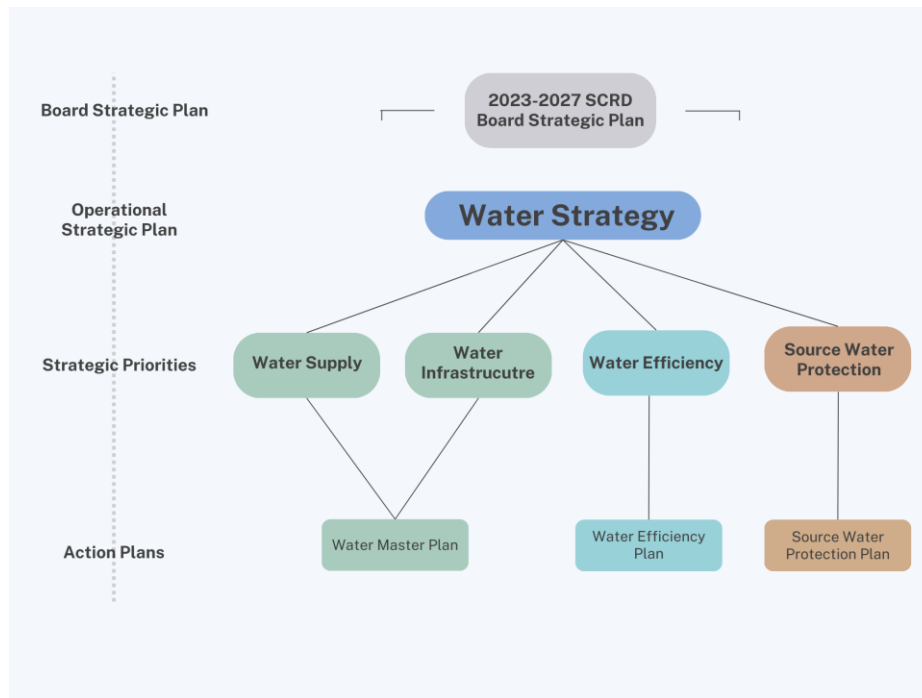 Board Strategic Plan
2023-2027 SCRD
Board Strategic Plan
Operational
Strategic Plan
Water Strategy
Strategic Priorities
Water Supply
Water
Infrastrucutre
Water Efficiency
Source Water
Protection
Action Plans
Water Master Plan
Water Efficiency
Plan
Source Water
Protection Plan